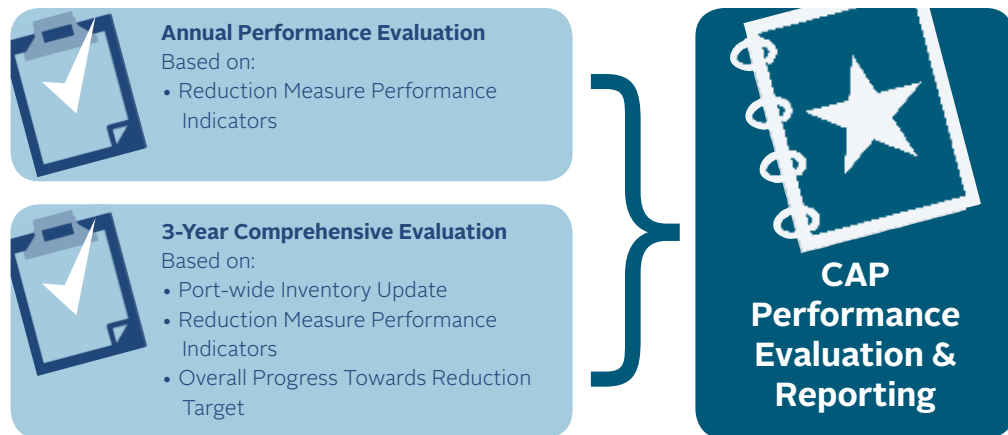 Annual Performance Evaluation
Based on:
• Reduction Measure Performance
Indicators
3-Year Comprehensive Evaluation
Based on:
• Port-wide Inventory Update
• Reduction Measure Performance
Indicators
• Overall Progress Towards Reduction
Target
CAP
Performance
Evaluation &
Reporting